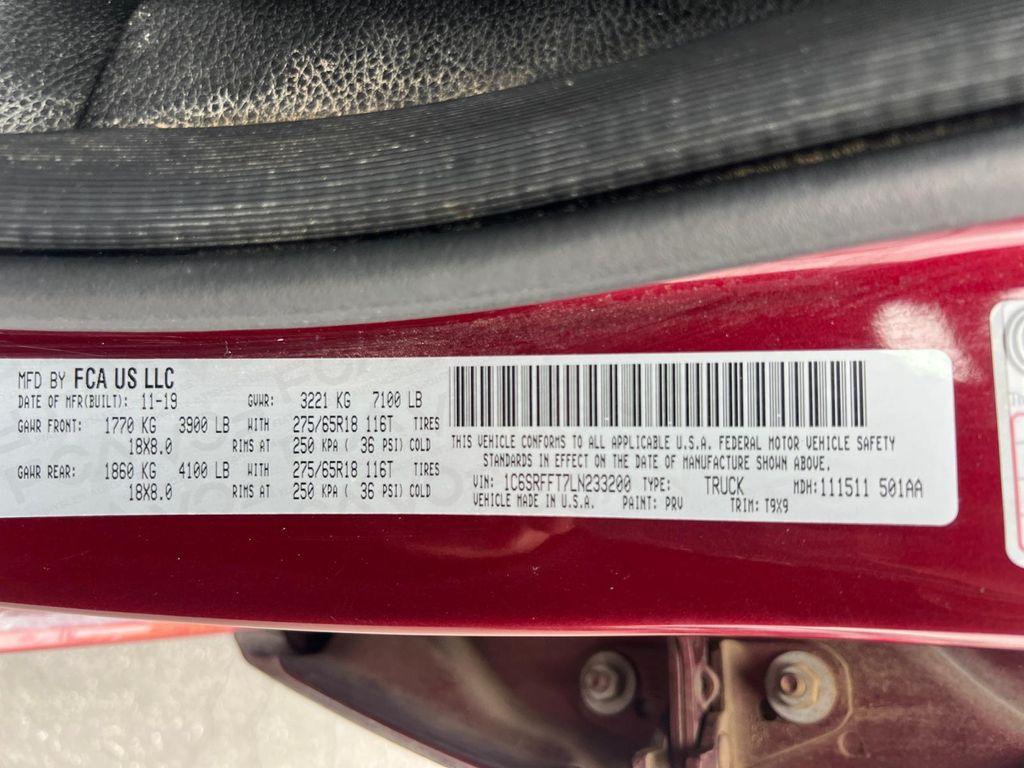 MFD BY FCA US LLC
DATE OF MFR(BUILT): 11-19 GVWR: 3221 KG 7100 LB
GAWR FRONT: 1770 KG 3900 LB WITH 275/65R18 116T TIRES
18X8.0 RIMS AT 250 KPA ( 36 PSI) COLD
GAWR REAR: 1860 KG 4100 LB WITH 275/65R18 116T TIRES
18X8.0 RIMS AT 250 KPA ( 36 PSI) COLD
THIS VEHICLE CONFORMS TO ALL APPLICABLE U.S.A. FEDERAL MOTOR VEHICLE SAFETY
STANDARDS IN EFFECT ON THE DATE OF MANUFACTURE SHOWN ABOVE.
VIN: 1C6SRFFT7LN233200 TYPE: TRUCK MDH:111511 501AA
VEHICLE MADE IN U.S.A. PAINT: PRV TRIM: T9X9